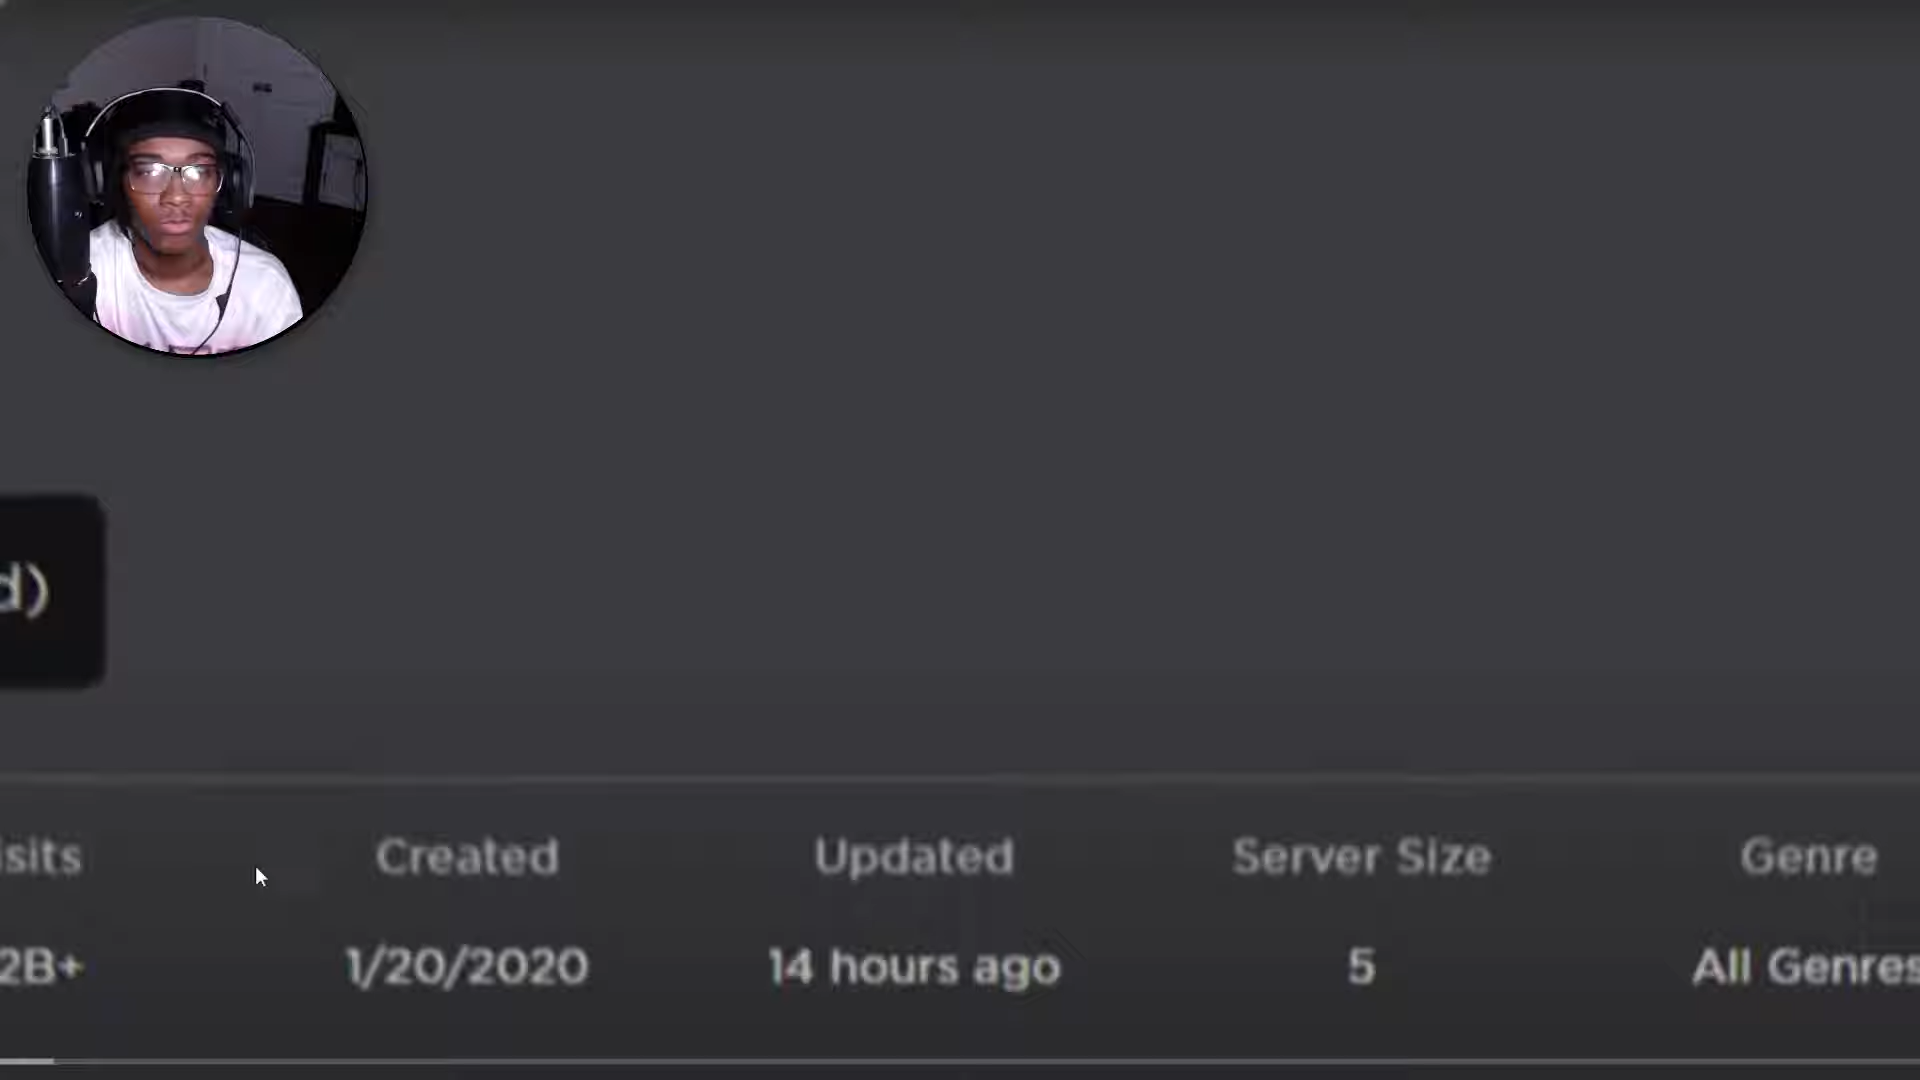 d)
isits Created Updated Server Size Genre
2B+ 1/20/2020 14 hours ago 5 All Genres